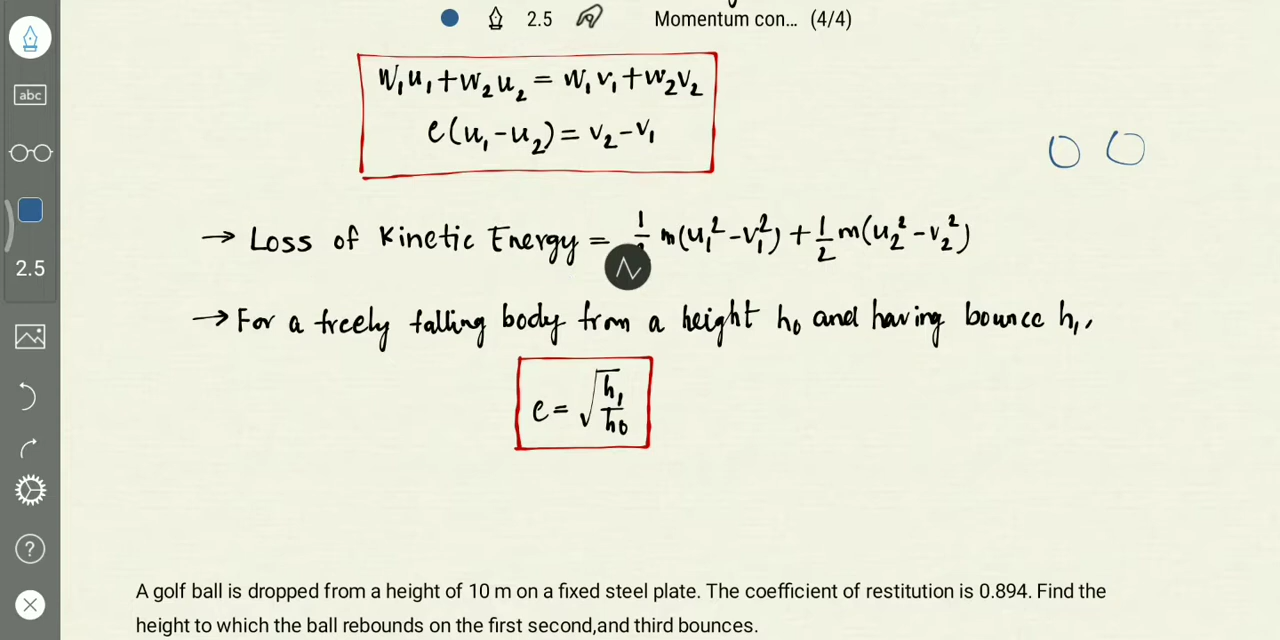 2.5 Momentum con... (4/4)
abc
W₁u₁+W₂u₂ = W₁v₁+W₂v₂
e(u₁-u₂) = v₂-v₁
2.5
→ Loss of Kinetic Energy = 1/ m(u₁²-v₁²)+1/2 m(u₂²-v₂²)
→ For a freely falling body from a height h₀ and having bounce h₁,
e = √h₁/h₀
?
A golf ball is dropped from a height of 10 m on a fixed steel plate. The coefficient of restitution is 0.894. Find the
height to which the ball rebounds on the first second,and third bounces.